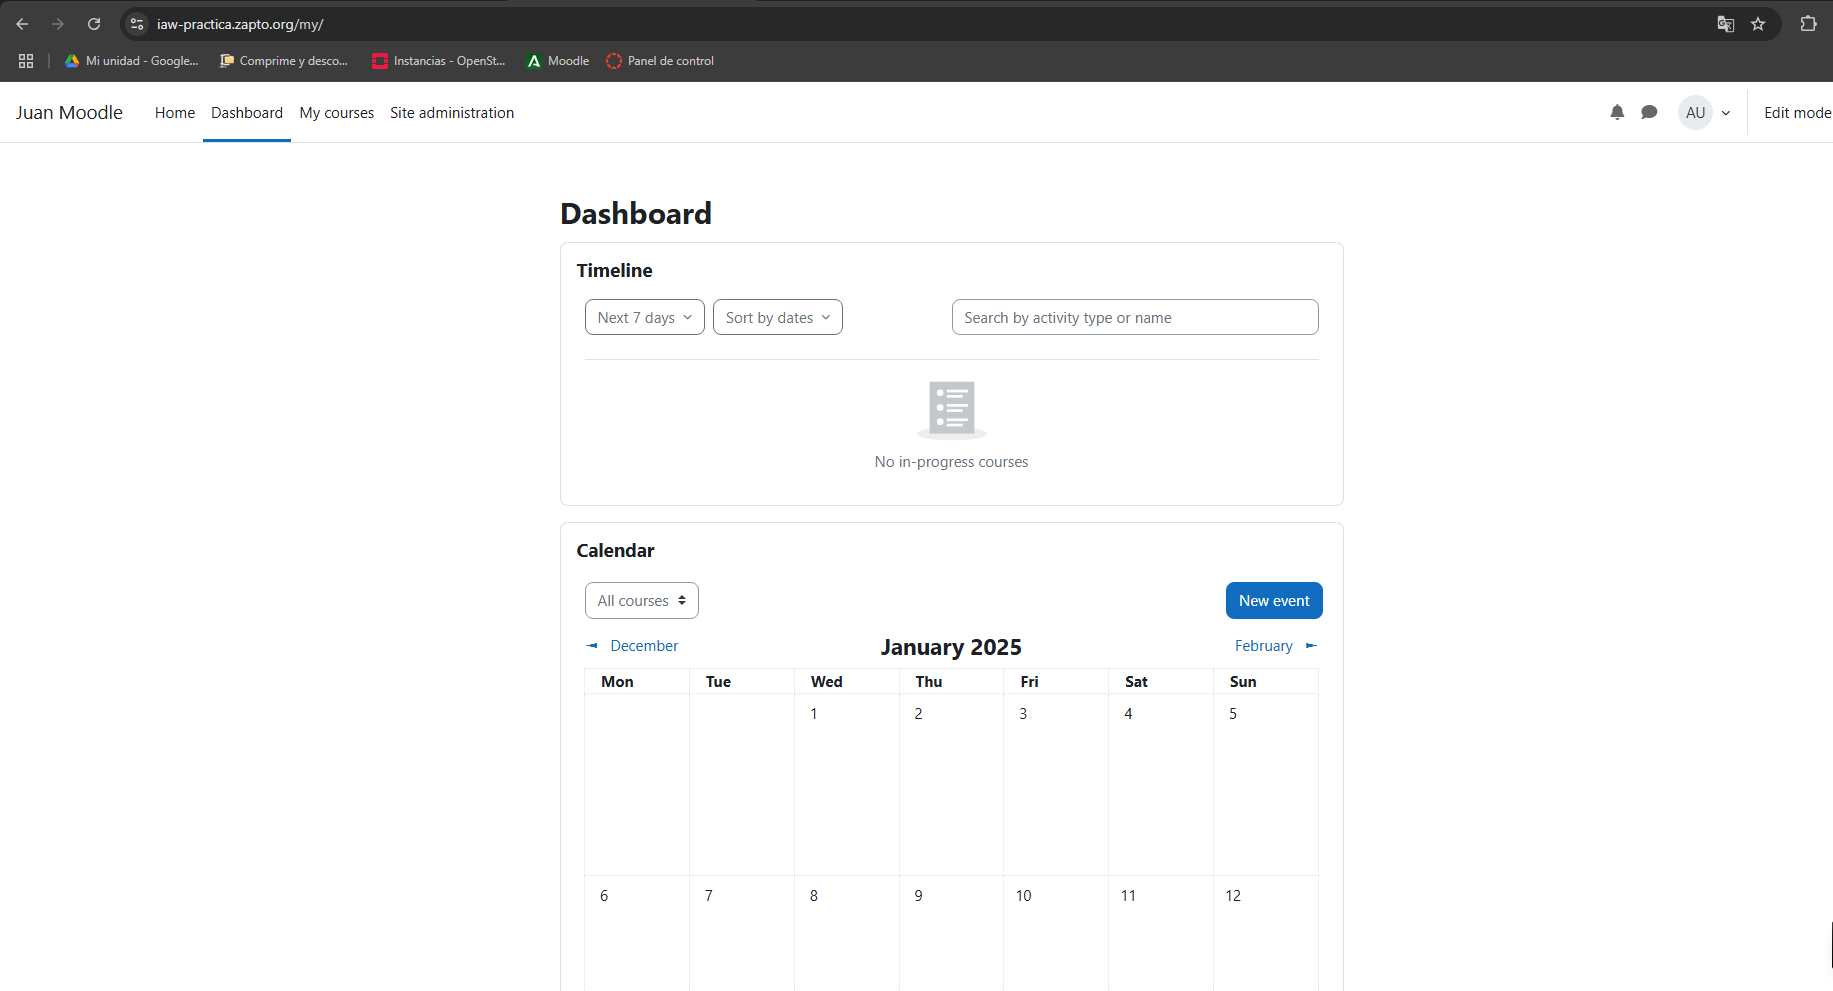 iaw-practica.zapto.org/my/
Mi unidad - Google... Comprime y desco... Instancias - OpenSt... Moodle Panel de control
Juan Moodle Home Dashboard My courses Site administration AU Edit mode
Dashboard
Timeline
Next 7 days Sort by dates Search by activity type or name
No in-progress courses
Calendar
All courses New event
December January 2025 February
Mon Tue Wed Thu Fri Sat Sun
1 2 3 4 5
6 7 8 9 10 11 12